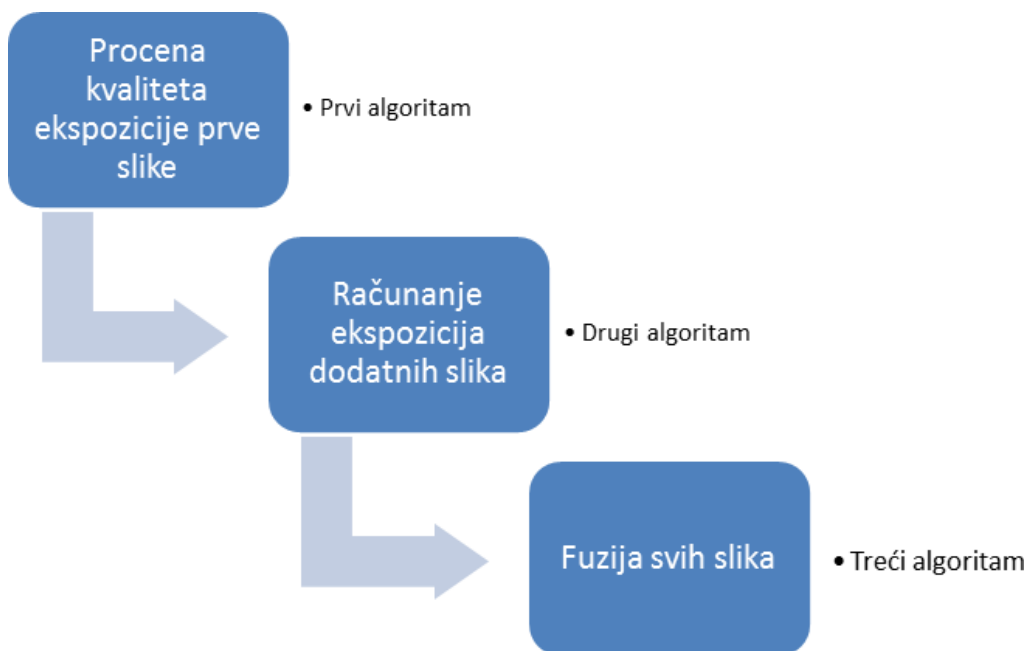 Procena
kvaliteta
ekspozicije prve
slike
• Prvi algoritam
Računanje
ekspozicija
dodatnih slika
• Drugi algoritam
Fuzija svih slika
• Treći algoritam